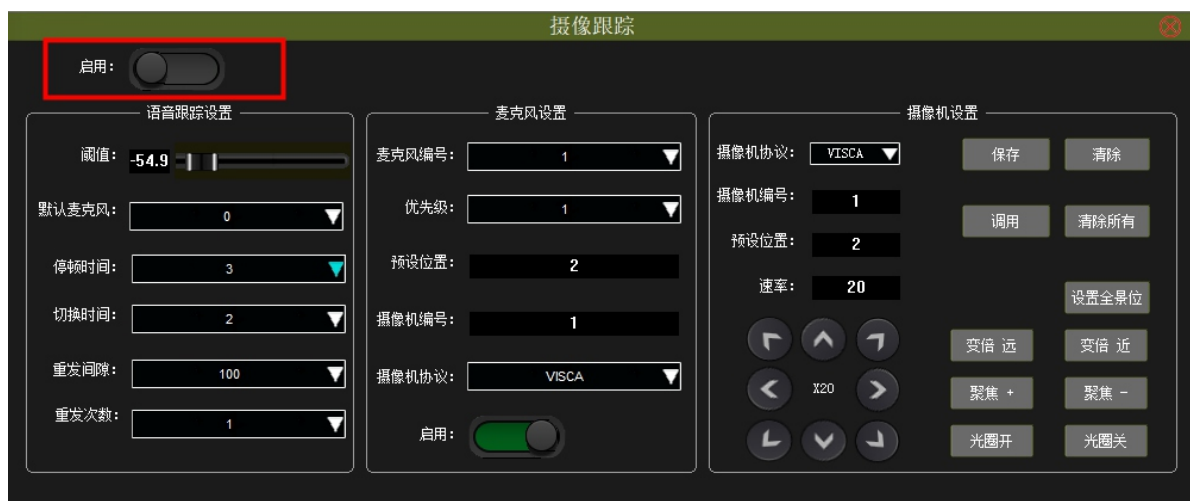 摄像跟踪
启用：
语音跟踪设置
阈值： -54.9
默认麦克风： 0
停顿时间： 3
切换时间： 2
重发间隙： 100
重发次数： 1
麦克风设置
麦克风编号： 1
优先级： 1
预设位置： 2
摄像机编号： 1
摄像机协议： VISCA
启用：
摄像机设置
摄像机协议： VISCA
保存 清除
摄像机编号： 1
调用 清除所有
预设位置： 2
速率： 20
设置全景位
X20
变倍 远 变倍 近
聚焦 + 聚焦 -
光圈开 光圈关